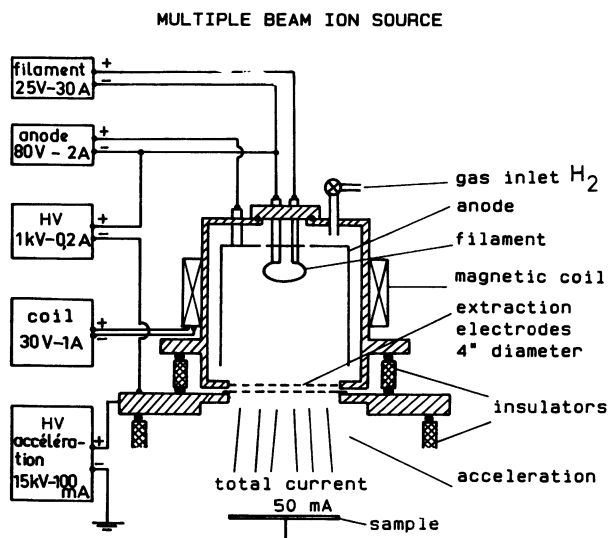 MULTIPLE BEAM ION SOURCE
filament
25V-30A
+
-
anode
80V-2A
+
-
HV
1kV-0,2A
+
-
coil
30V-1A
+
-
HV
accéléra-
tion
15kV-100
mA
+
-
gas inlet H2
anode
filament
magnetic coil
extraction
electrodes
4" diameter
insulators
acceleration
total current
50 mA
sample